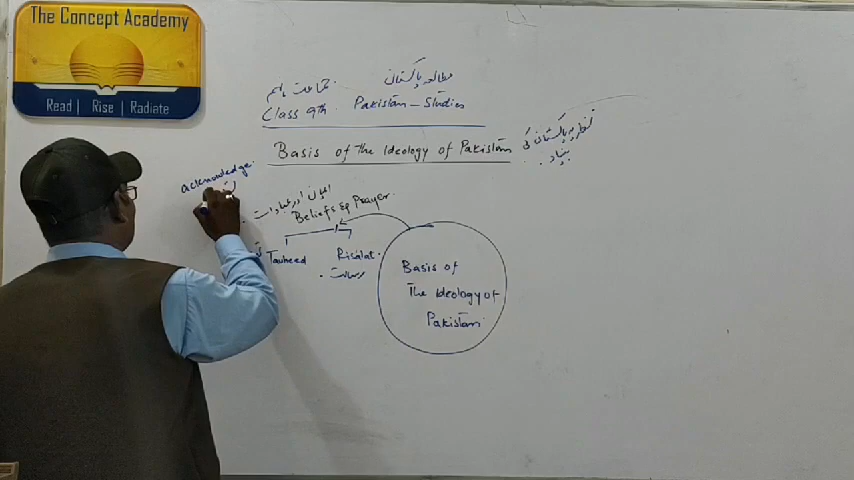 The Concept Academy
Read | Rise | Radiate
جماعت نہم مطالعہ پاکستان
Class 9th. Pakistan-Studies
Basis of The Ideology of Pakistan نظریہ پاکستان کی
بنیاد
acknowledge.
ایمان اور عبادات
Beliefs & Prayer.
Tauheed Risalat.
رسالت
Basis of
The Ideology of
Pakistan